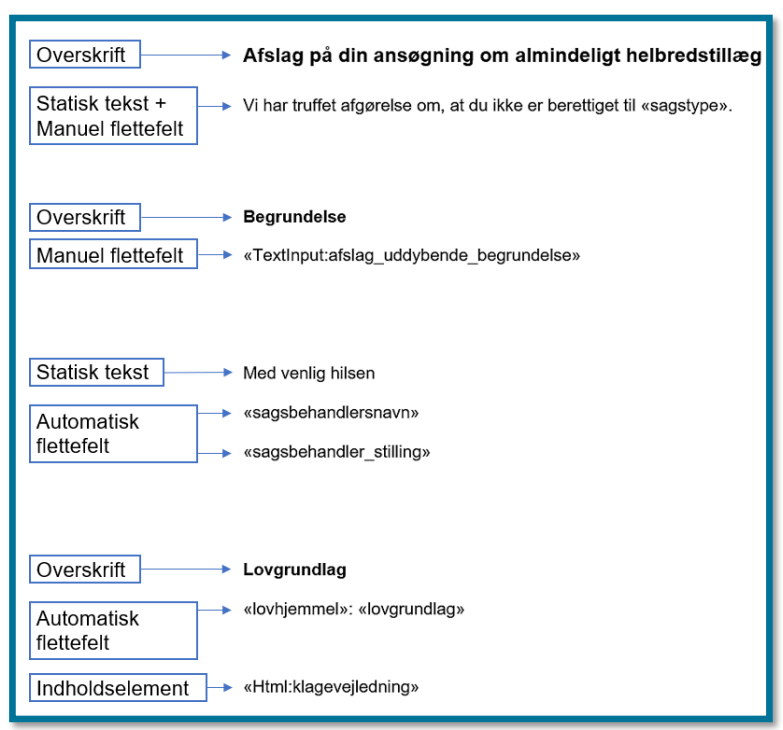 Overskrift
Afslag på din ansøgning om almindeligt helbredstillæg
Statisk tekst +
Manuel flettefelt
Vi har truffet afgørelse om, at du ikke er berettiget til «sagstype».
Overskrift
Begrundelse
Manuel flettefelt
«TextInput:afslag_uddybende_begrundelse»
Statisk tekst
Med venlig hilsen
Automatisk
flettefelt
«sagsbehandlersnavn»
«sagsbehandler_stilling»
Overskrift
Lovgrundlag
Automatisk
flettefelt
«lovhjemmel»: «lovgrundlag»
Indholdselement
«Html:klagevejledning»